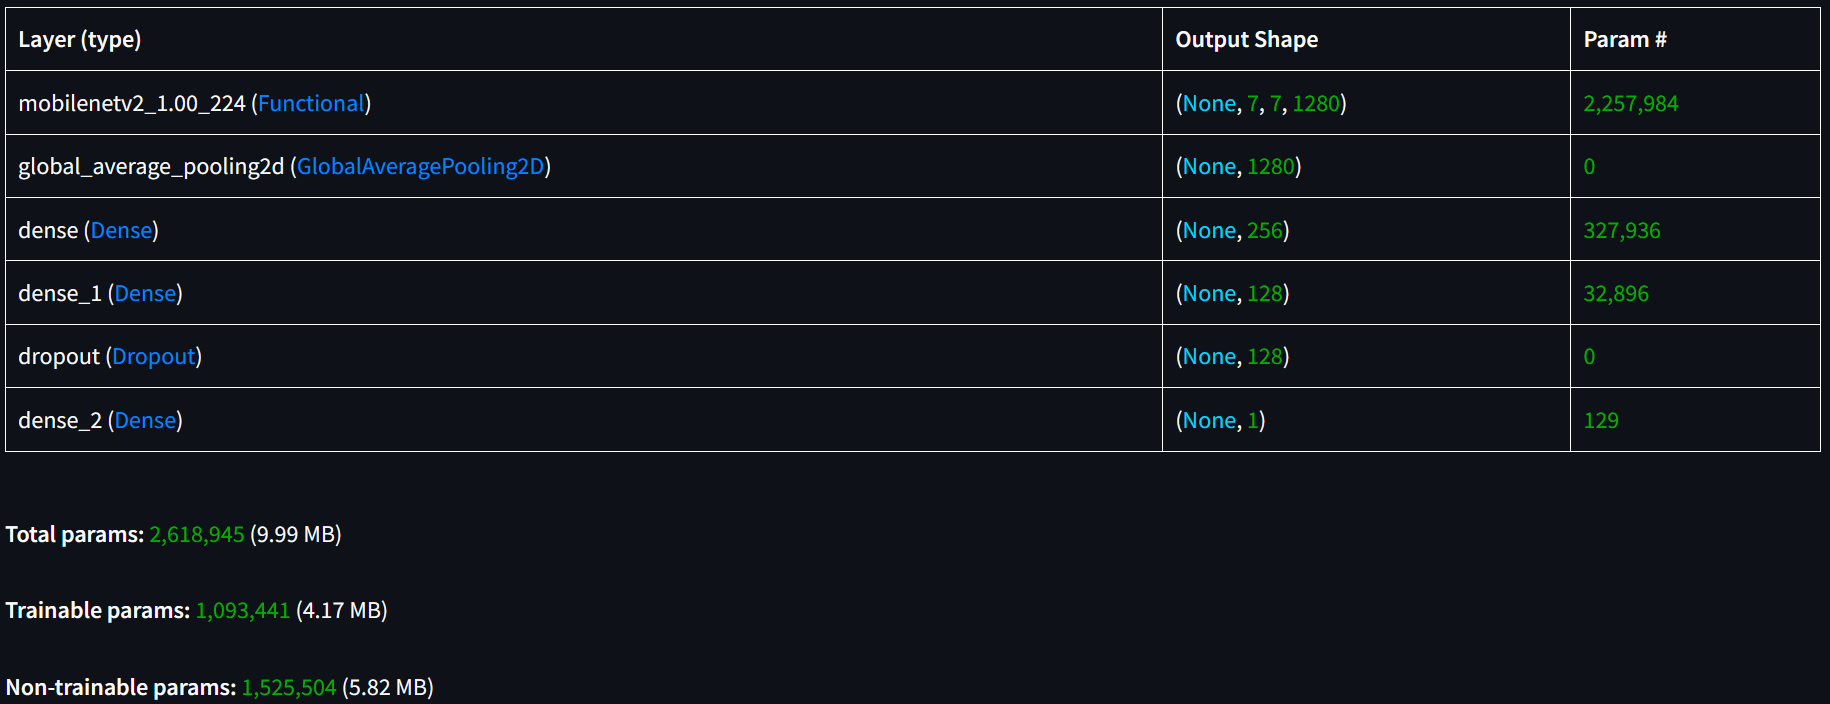 Layer (type) Output Shape Param #
mobilenetv2_1.00_224 (Functional) (None, 7, 7, 1280) 2,257,984
global_average_pooling2d (GlobalAveragePooling2D) (None, 1280) 0
dense (Dense) (None, 256) 327,936
dense_1 (Dense) (None, 128) 32,896
dropout (Dropout) (None, 128) 0
dense_2 (Dense) (None, 1) 129
Total params: 2,618,945 (9.99 MB)
Trainable params: 1,093,441 (4.17 MB)
Non-trainable params: 1,525,504 (5.82 MB)